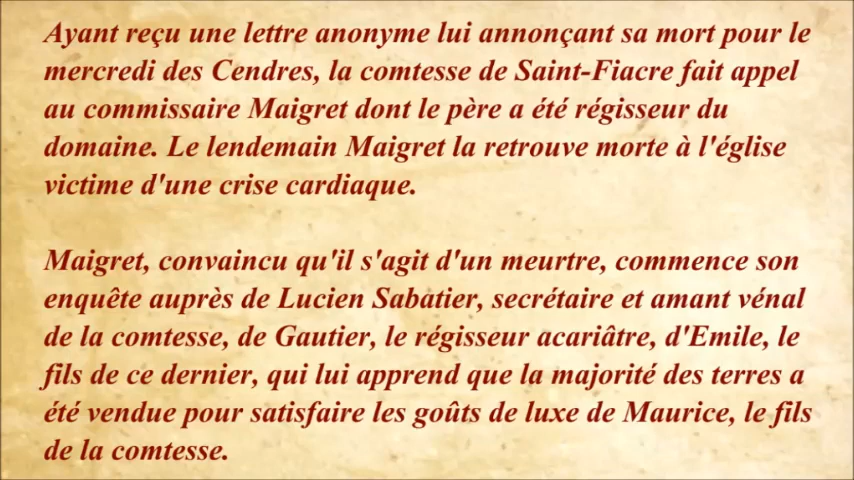 Ayant reçu une lettre anonyme lui annonçant sa mort pour le
mercredi des Cendres, la comtesse de Saint-Fiacre fait appel
au commissaire Maigret dont le père a été régisseur du
domaine. Le lendemain Maigret la retrouve morte à l'église
victime d'une crise cardiaque.

Maigret, convaincu qu'il s'agit d'un meurtre, commence son
enquête auprès de Lucien Sabatier, secrétaire et amant vénal
de la comtesse, de Gautier, le régisseur acariâtre, d'Emile, le
fils de ce dernier, qui lui apprend que la majorité des terres a
été vendue pour satisfaire les goûts de luxe de Maurice, le fils
de la comtesse.